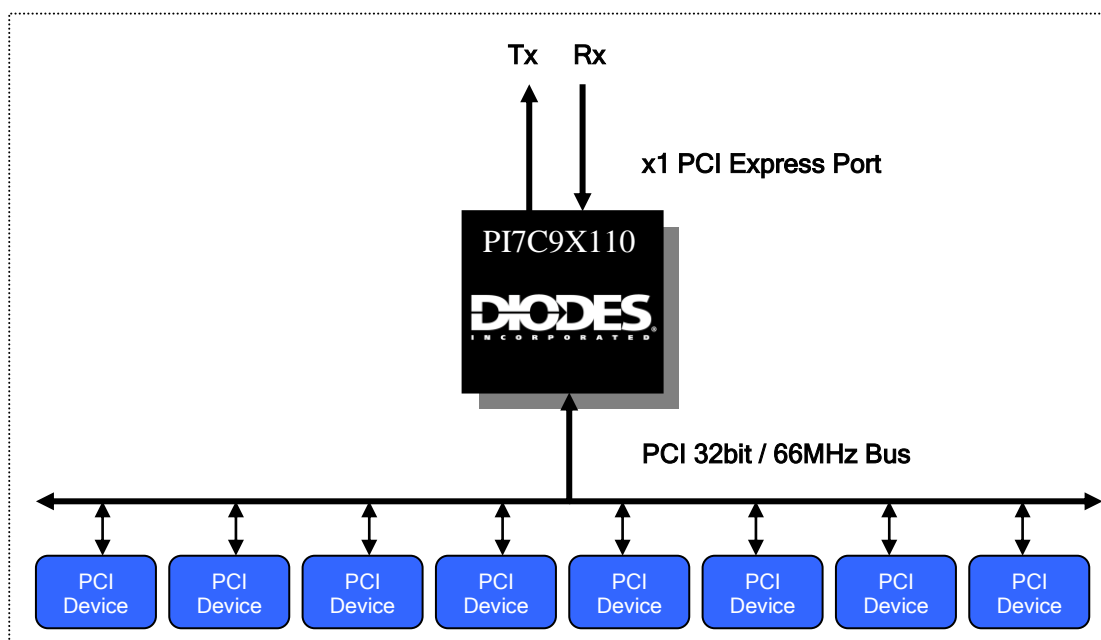 Tx Rx
x1 PCI Express Port
PI7C9X110
DIODES®
INCORPORATED
PCI 32bit / 66MHz Bus
PCI
Device
PCI
Device
PCI
Device
PCI
Device
PCI
Device
PCI
Device
PCI
Device
PCI
Device